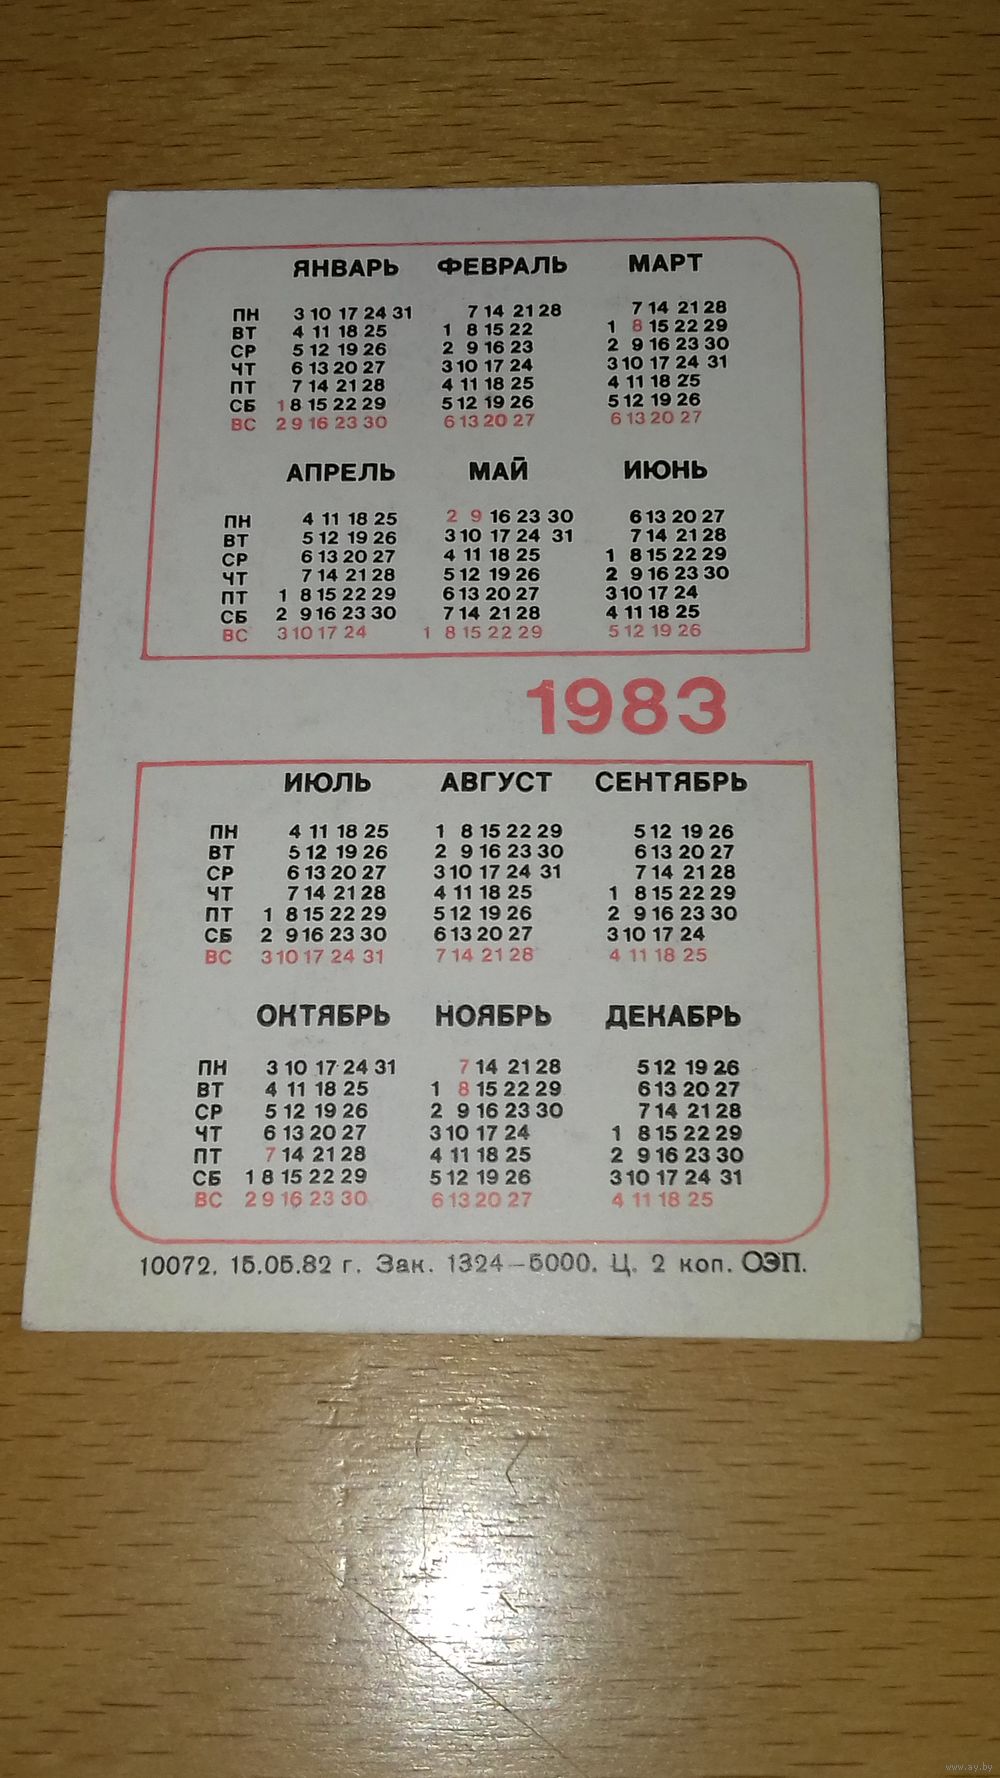 ЯНВАРЬ ФЕВРАЛЬ МАРТ
ПН 3 10 17 24 31 7 14 21 28 7 14 21 28
ВТ 4 11 18 25 1 8 15 22 1 8 15 22 29
СР 5 12 19 26 2 9 16 23 2 9 16 23 30
ЧТ 6 13 20 27 3 10 17 24 3 10 17 24 31
ПТ 7 14 21 28 4 11 18 25 4 11 18 25
СБ 1 8 15 22 29 5 12 19 26 5 12 19 26
ВС 2 9 16 23 30 6 13 20 27 6 13 20 27
АПРЕЛЬ МАЙ ИЮНЬ
ПН 4 11 18 25 2 9 16 23 30 6 13 20 27
ВТ 5 12 19 26 3 10 17 24 31 7 14 21 28
СР 6 13 20 27 4 11 18 25 1 8 15 22 29
ЧТ 7 14 21 28 5 12 19 26 2 9 16 23 30
ПТ 1 8 15 22 29 6 13 20 27 3 10 17 24
СБ 2 9 16 23 30 7 14 21 28 4 11 18 25
ВС 3 10 17 24 1 8 15 22 29 5 12 19 26
1983
ИЮЛЬ АВГУСТ СЕНТЯБРЬ
ПН 4 11 18 25 1 8 15 22 29 5 12 19 26
ВТ 5 12 19 26 2 9 16 23 30 6 13 20 27
СР 6 13 20 27 3 10 17 24 31 7 14 21 28
ЧТ 7 14 21 28 4 11 18 25 1 8 15 22 29
ПТ 1 8 15 22 29 5 12 19 26 2 9 16 23 30
СБ 2 9 16 23 30 6 13 20 27 3 10 17 24
ВС 3 10 17 24 31 7 14 21 28 4 11 18 25
ОКТЯБРЬ НОЯБРЬ ДЕКАБРЬ
ПН 3 10 17 24 31 7 14 21 28 5 12 19 26
ВТ 4 11 18 25 1 8 15 22 29 6 13 20 27
СР 5 12 19 26 2 9 16 23 30 7 14 21 28
ЧТ 6 13 20 27 3 10 17 24 1 8 15 22 29
ПТ 7 14 21 28 4 11 18 25 2 9 16 23 30
СБ 1 8 15 22 29 5 12 19 26 3 10 17 24 31
ВС 2 9 16 23 30 6 13 20 27 4 11 18 25
10072. 15.05.82 г. Зак. 1324–5000. Ц. 2 коп. ОЭП.
www.ay.by